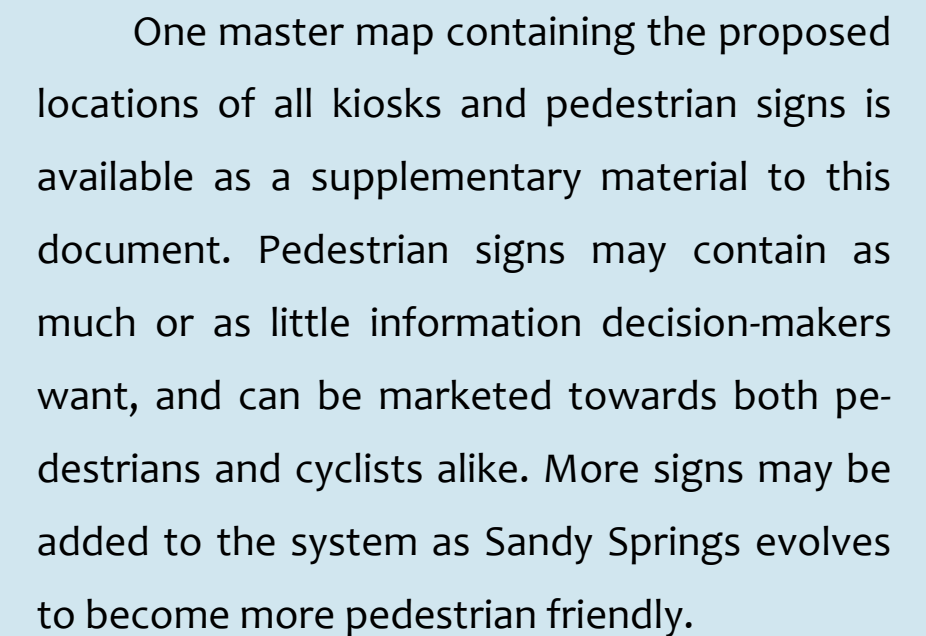 One master map containing the proposed
locations of all kiosks and pedestrian signs is
available as a supplementary material to this
document. Pedestrian signs may contain as
much or as little information decision-makers
want, and can be marketed towards both pe-
destrians and cyclists alike. More signs may be
added to the system as Sandy Springs evolves
to become more pedestrian friendly.